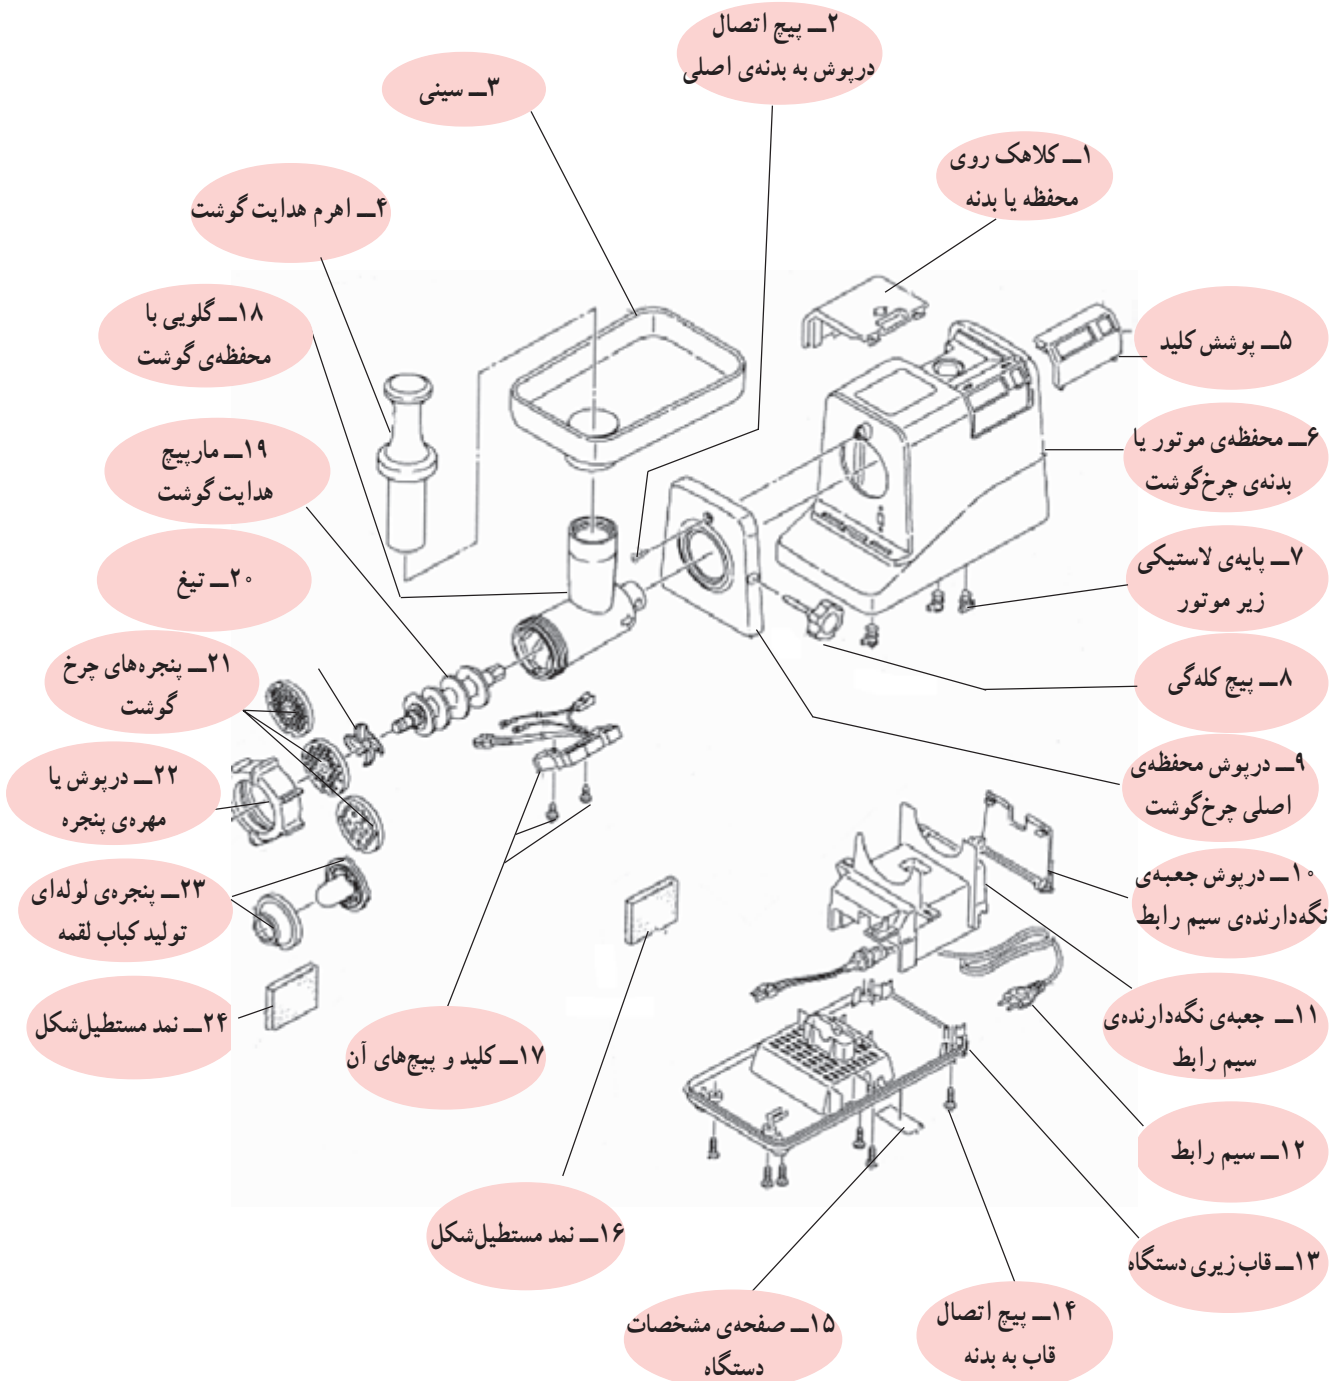 ۱ــ کلاهک روی
محفظه یا بدنه
۲ــ پیچ اتصال
درپوش به بدنه‌ی اصلی
۳ــ سینی
۴ــ اهرم هدایت گوشت
۵ــ پوشش کلید
۶ــ محفظه‌ی موتور یا
بدنه‌ی چرخ‌گوشت
۷ــ پایه‌ی لاستیکی
زیر موتور
۸ــ پیچ کله‌گی
۹ــ درپوش محفظه‌ی
اصلی چرخ‌گوشت
۱۰ــ درپوش جعبه‌ی
نگه‌دارنده‌ی سیم رابط
۱۱ــ جعبه‌ی نگه‌دارنده‌ی
سیم رابط
۱۲ــ سیم رابط
۱۳ــ قاب زیری دستگاه
۱۴ــ پیچ اتصال
قاب به بدنه
۱۵ــ صفحه‌ی مشخصات
دستگاه
۱۶ــ نمد مستطیل‌شکل
۱۷ــ کلید و پیچ‌های آن
۱۸ــ گلویی با
محفظه‌ی گوشت
۱۹ــ مارپیچ
هدایت گوشت
۲۰ــ تیغ
۲۱ــ پنجره‌های چرخ
گوشت
۲۲ــ درپوش یا
مهره‌ی پنجره
۲۳ــ پنجره‌ی لوله‌ای
تولید کباب لقمه
۲۴ــ نمد مستطیل‌شکل